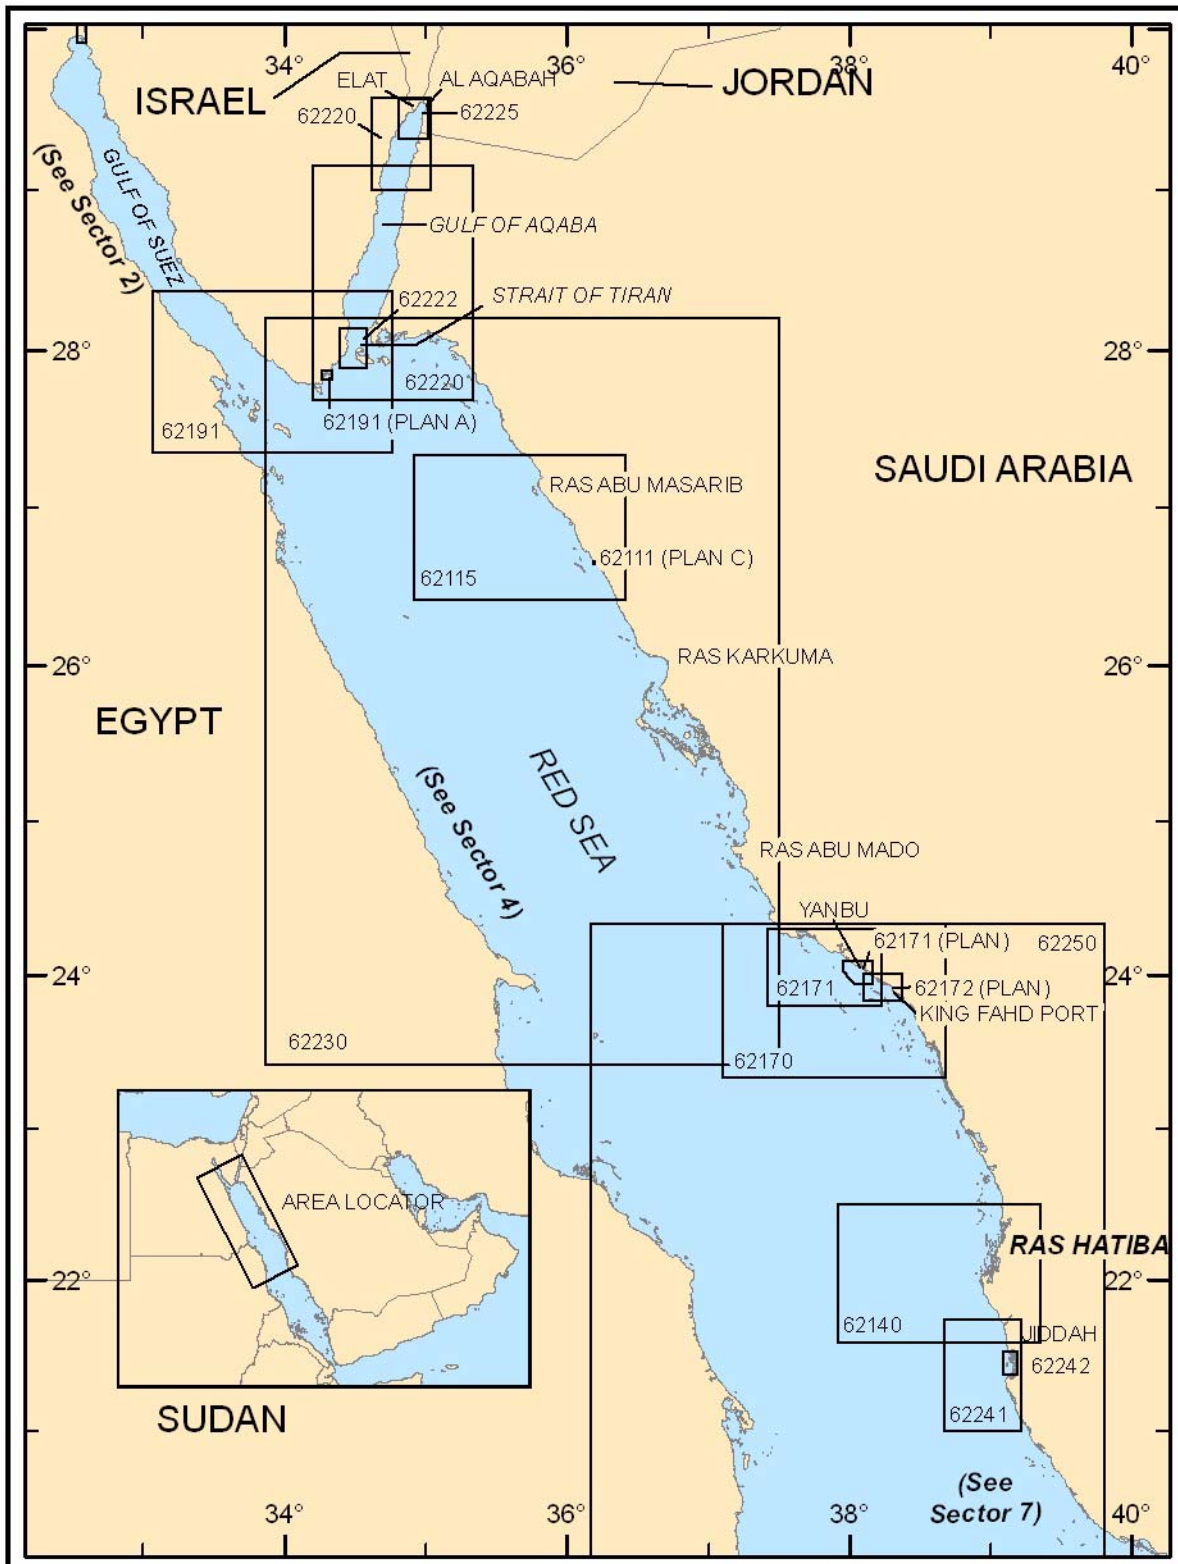 34°
36°
38°
40°
ISRAEL
ELAT
AL AQABAH
JORDAN
62220
62225
(See Sector 2)
GULF OF SUEZ
GULF OF AQABA
62222
STRAIT OF TIRAN
28°
28°
62220
62191 (PLAN A)
62191
SAUDI ARABIA
RAS ABU MASARIB
62111 (PLAN C)
62115
26°
RAS KARKUMA
26°
EGYPT
RED SEA
(See Sector 4)
RAS ABU MADO
YANBU
62171 (PLAN)
62250
24°
24°
62171
62172 (PLAN)
KING FAHD PORT
62230
62170
AREA LOCATOR
RAS HATIBA
22°
22°
62140
JIDDAH
62242
62241
SUDAN
(See
Sector 7)
34°
36°
38°
40°